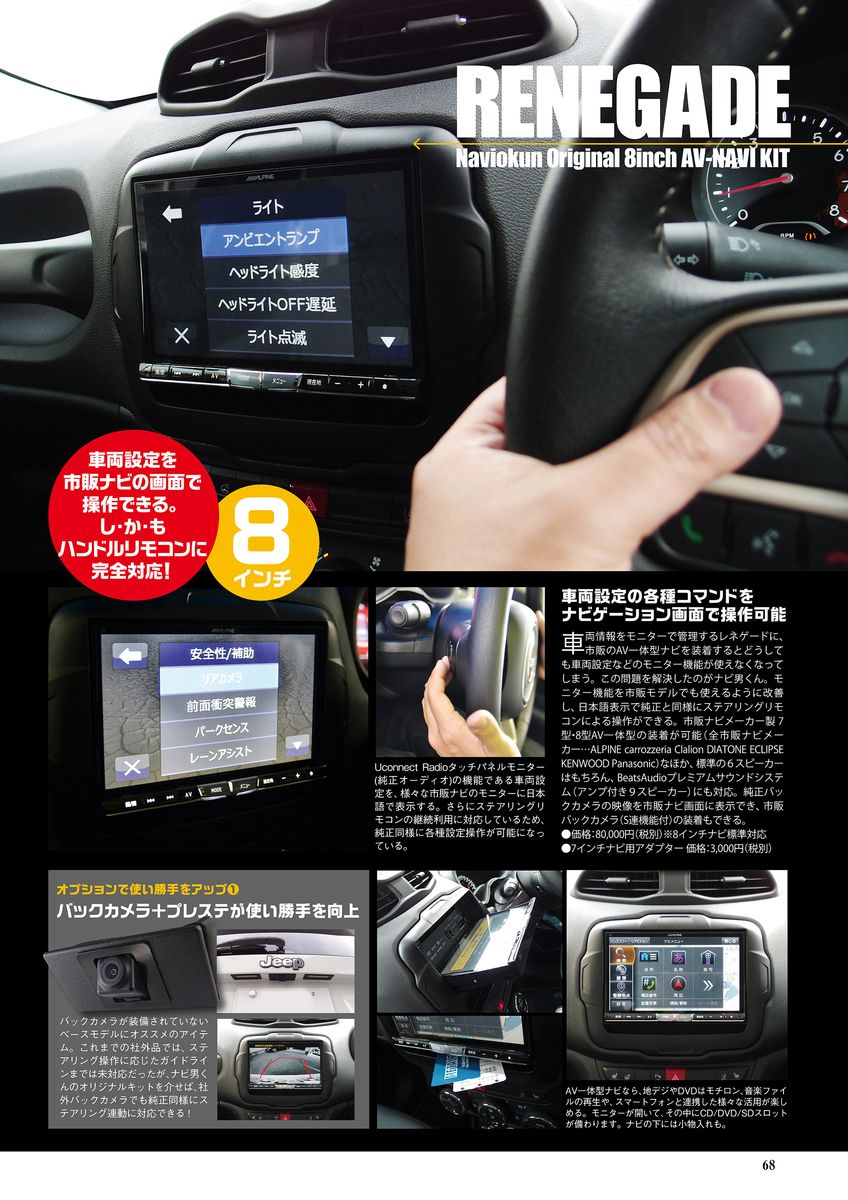 RENEGADE
Naviokun Original 8inch AV-NAVI KIT
ALPINE
ライト
アンビエントランプ
ヘッドライト感度
ヘッドライトOFF遅延
ライト点滅
AV
MODE
メニュー
現在地
3
5
6
8
0
RPM
車両設定を
市販ナビの画面で
操作できる。
し・か・も
ハンドルリモコンに
完全対応!
8
インチ
安全性/補助
リアカメラ
前面衝突警報
パークセンス
レーンアシスト
Uconnect Radioタッチパネルモニター
(純正オーディオ)の機能である車両設
定を、様々な市販ナビのモニターに日本
語で表示する。さらにステアリングリ
モコンの継続利用に対応しているため、
純正同様に各種設定操作が可能になっ
ている。
車両設定の各種コマンドを
ナビゲーション画面で操作可能
車両情報をモニターで管理するレネゲードに、
市販のAV一体型ナビを装着するとどうして
も車両設定などのモニター機能が使えなくなって
しまう。この問題を解決したのがナビ男くん。モ
ニター機能を市販モデルでも使えるように改善
し、日本語表示で純正と同様にステアリングリモ
コンによる操作ができる。市販ナビメーカー製 7
型・8型AV一体型の装着が可能(全市販ナビメー
カー…ALPINE carrozzeria Clalion DIATONE ECLIPSE
KENWOOD Panasonic)なほか、標準の6スピーカー
はもちろん、BeatsAudioプレミアムサウンドシステ
ム(アンプ付き9スピーカー)にも対応。純正バッ
クカメラの映像を市販ナビ画面に表示でき、市販
バックカメラ(S連機能付)の装着もできる。
●価格:80,000円(税別)※8インチナビ標準対応
●7インチナビ用アダプター 価格:3,000円(税別)
オプションで使い勝手をアップ❶
バックカメラ+プレステが使い勝手を向上
Jeep
バックカメラが装備されていない
ベースモデルにオススメのアイテ
ム。これまでの社外品では、ステ
アリング操作に応じたガイドライ
ンまでは未対応だったが、ナビ男く
んのオリジナルキットを介せば、社
外バックカメラでも純正同様にス
テアリング連動に対応できる!
ALPINE
ナビメニュー
AV一体型ナビなら、地デジやDVDはモチロン、音楽ファイ
ルの再生や、スマートフォンと連携した様々な活用が楽し
める。モニターが開いて、その中にCD/DVD/SDスロット
が備わります。ナビの下には小物入れも。
68